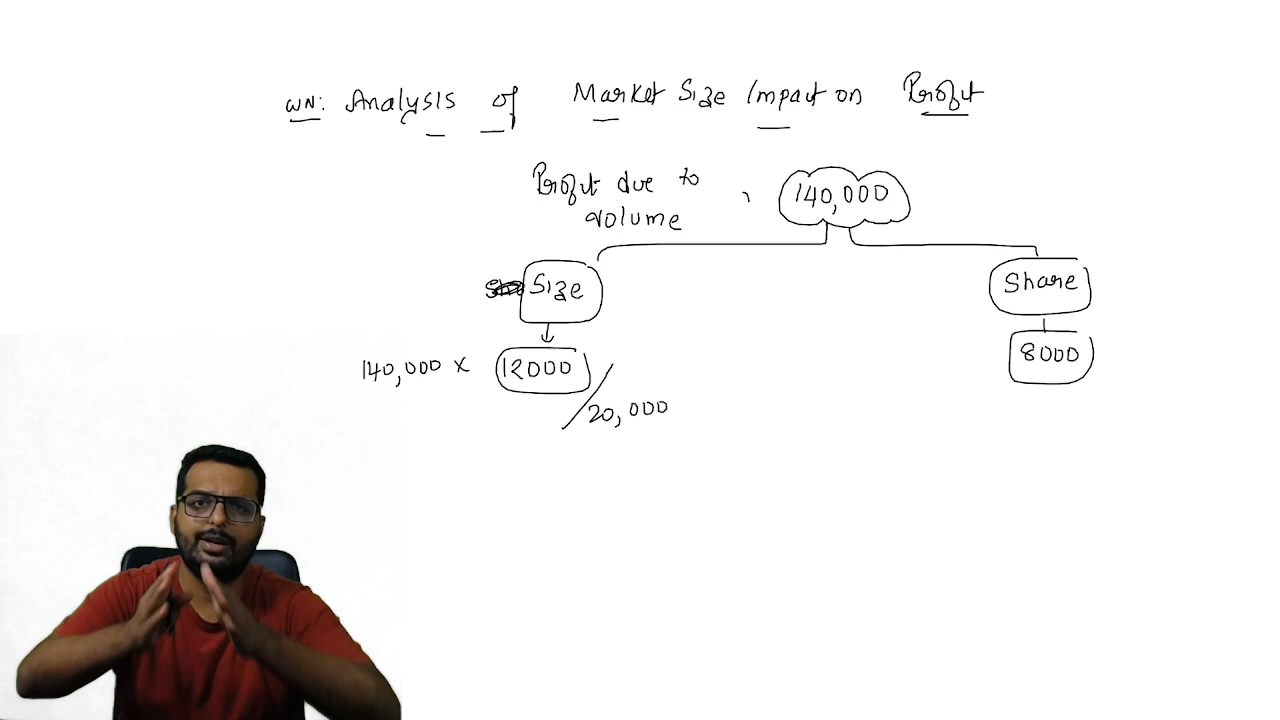 WN: Analysis of Market Size Impact on Profit
Profit due to volume , 140,000
Size
Share
140,000 x 12000 / 20,000
8000